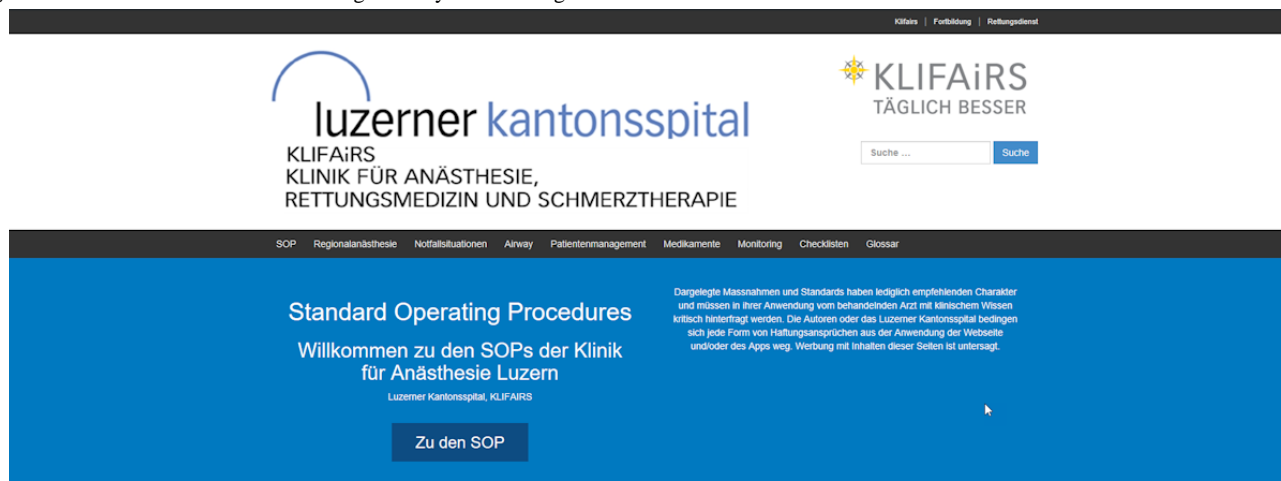 Klifairs | Fortbildung | Rettungsdienst
luzerner kantonsspital
KLIFAiRS
KLINIK FÜR ANÄSTHESIE,
RETTUNGSMEDIZIN UND SCHMERZTHERAPIE
KLIFAiRS
TÄGLICH BESSER
Suche ...
Suche
SOP Regionalanästhesie Notfallsituationen Airway Patientenmanagement Medikamente Monitoring Checklisten Glossar
Standard Operating Procedures
Willkommen zu den SOPs der Klinik
für Anästhesie Luzern
Luzerner Kantonsspital, KLIFAIRS
Zu den SOP
Dargelegte Massnahmen und Standards haben lediglich empfehlenden Charakter
und müssen in ihrer Anwendung vom behandelnden Arzt mit klinischem Wissen
kritisch hinterfragt werden. Die Autoren oder das Luzerner Kantonsspital bedingen
sich jede Form von Haftungsansprüchen aus der Anwendung der Webseite
und/oder des Apps weg. Werbung mit Inhalten dieser Seiten ist untersagt.